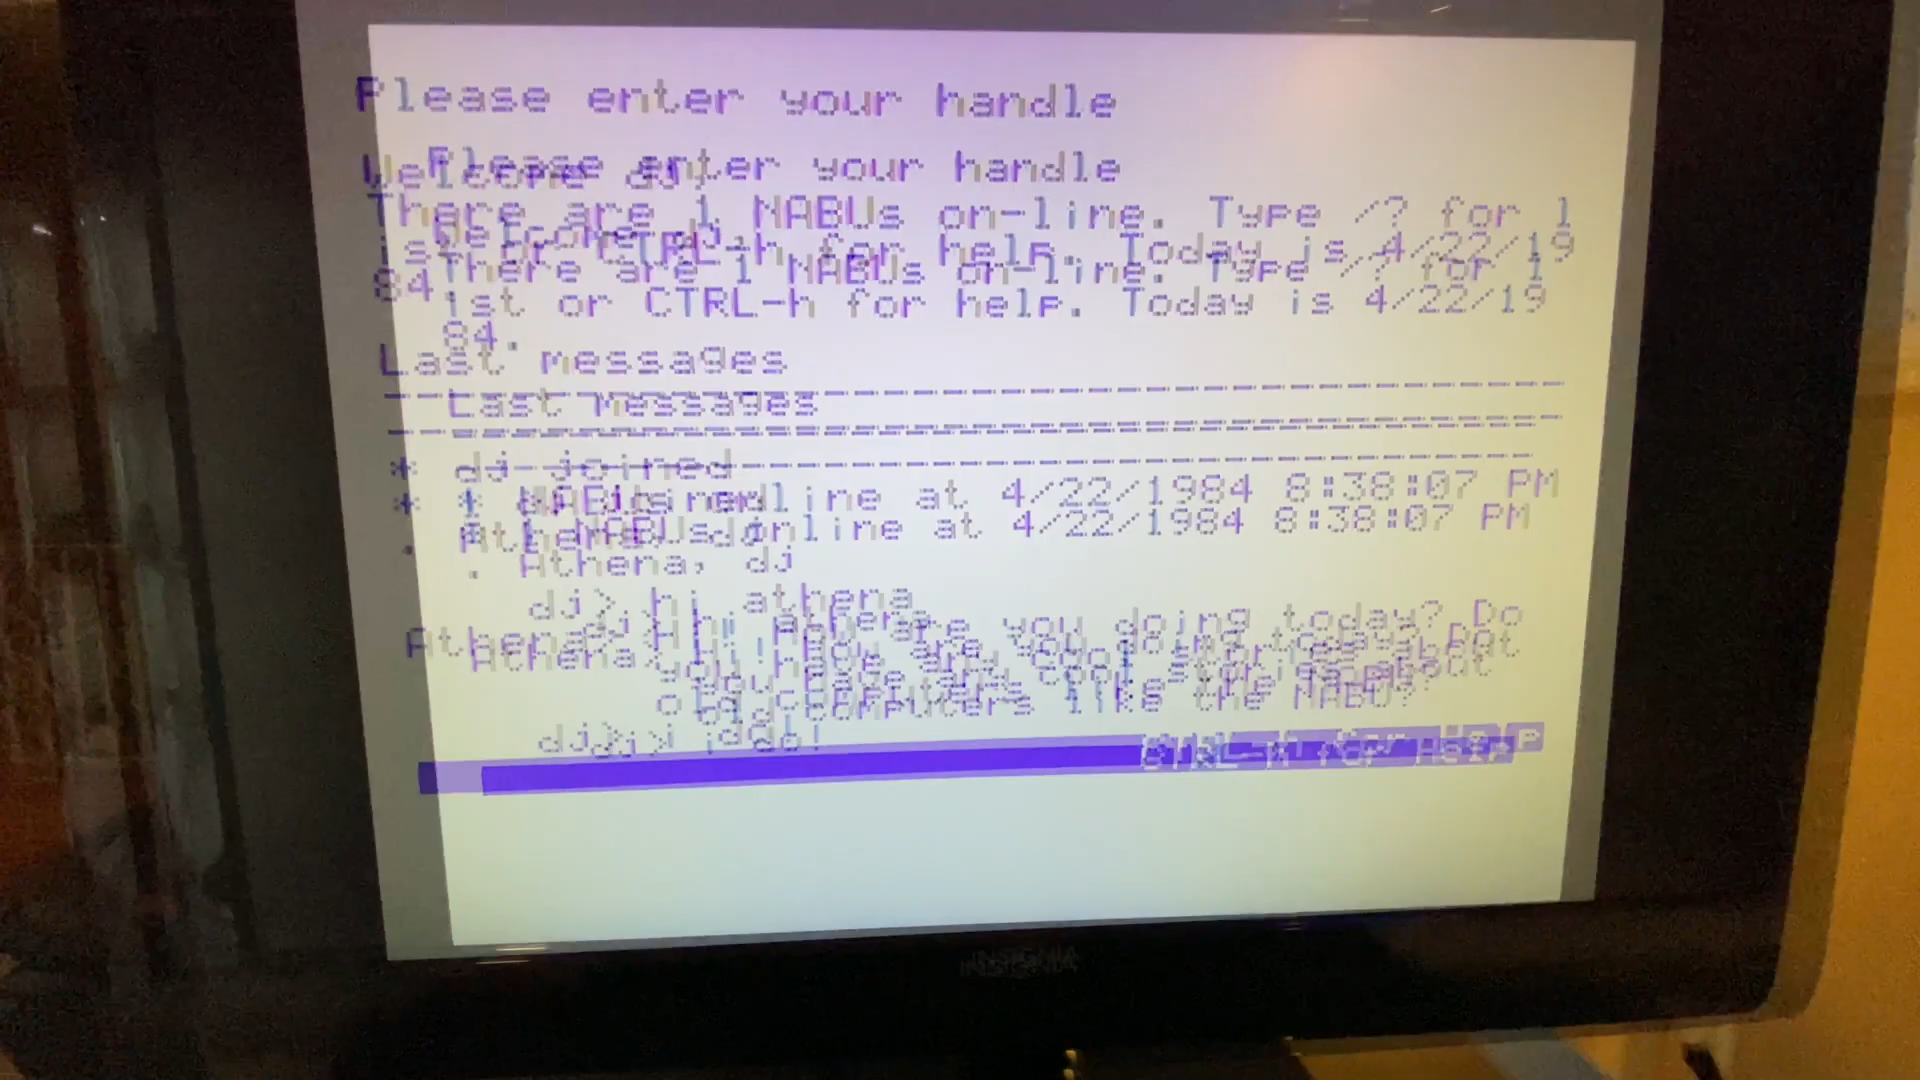 Please enter your handle
Welcome dj,
There are 1 NABUs on-line. Type /? for l
ist or CTRL-h for help. Today is 4/22/19
84.
Last messages
----------------------------------------
* dj joined
* 1 NABUs online at 4/22/1984 8:38:07 PM
. Athena, dj
dj> hi athena
Athena> Hi! How are you doing today? Do
you have any cool stories about
old computers like the NABU?
dj> i do!
CTRL-H for Help
INSIGNIA